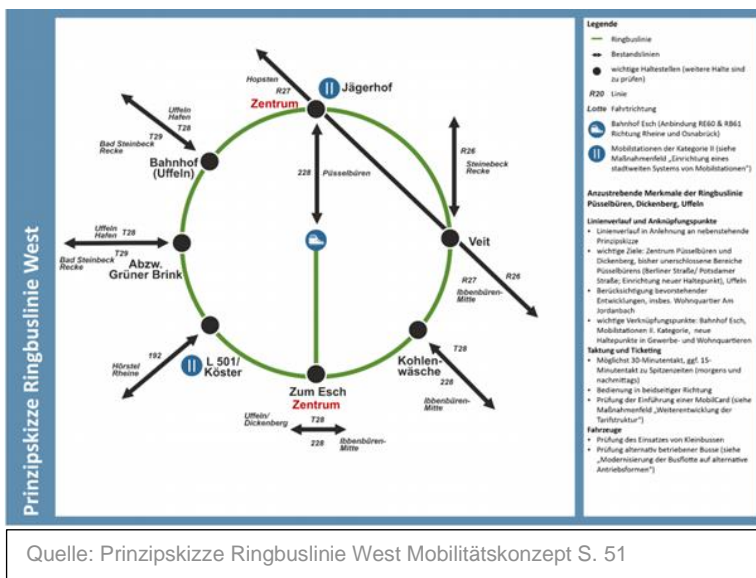 Prinzipskizze Ringbuslinie West
Hopsten
R27
Jägerhof
Zentrum
Uffeln
Hafen
T28
T29
Bad Steinbeck
Recke
Bahnhof
(Uffeln)
228
Püsselbüren
R26
Steinebeck
Recke
Uffeln
Hafen
T28
T29
Bad Steinbeck
Recke
Abzw.
Grüner Brink
Veit
R27
R26
Ibbenbüren-
Mitte
192
Hörstel
Rheine
L 501/
Köster
Kohlen-
wäsche
T28
228
Ibbenbüren-
Mitte
Zum Esch
Zentrum
Uffeln/
Dickenberg
T28
228
Ibbenbüren-
Mitte
Legende
Ringbuslinie
Bestandslinien
wichtige Haltestellen (weitere Halte sind
zu prüfen)
R20 Linie
Lotte Fahrtrichtung
Bahnhof Esch (Anbindung RE60 & RB61
Richtung Rheine und Osnabrück)
Mobilstationen der Kategorie II (siehe
Maßnahmenfeld „Einrichtung eines
stadtweiten Systems von Mobilstationen“)
Anzustrebende Merkmale der Ringbuslinie
Püsselbüren, Dickenberg, Uffeln
Linienverlauf und Anknüpfungspunkte
• Linienverlauf in Anlehnung an nebenstehende
Prinzipskizze
• wichtige Ziele: Zentrum Püsselbüren und
Dickenberg, bisher unerschlossene Bereiche
Püsselbürens (Berliner Straße/ Potsdamer
Straße; Einrichtung neuer Haltepunkt), Uffeln
• Berücksichtigung bevorstehender
Entwicklungen, insbes. Wohnquartier Am
Jordanbach
• wichtige Verknüpfungspunkte: Bahnhof Esch,
Mobilstationen II. Kategorie, neue
Haltepunkte in Gewerbe- und Wohnquartieren
Taktung und Ticketing
• Möglichst 30-Minutentakt, ggf. 15-
Minutentakt zu Spitzenzeiten (morgens und
nachmittags)
• Bedienung in beidseitiger Richtung
• Prüfung der Einführung einer MobilCard (siehe
Maßnahmenfeld „Weiterentwicklung der
Tarifstruktur“)
Fahrzeuge
• Prüfung des Einsatzes von Kleinbussen
• Prüfung alternativ betriebener Busse (siehe
„Modernisierung der Busflotte auf alternative
Antriebsformen“)
Quelle: Prinzipskizze Ringbuslinie West Mobilitätskonzept S. 51